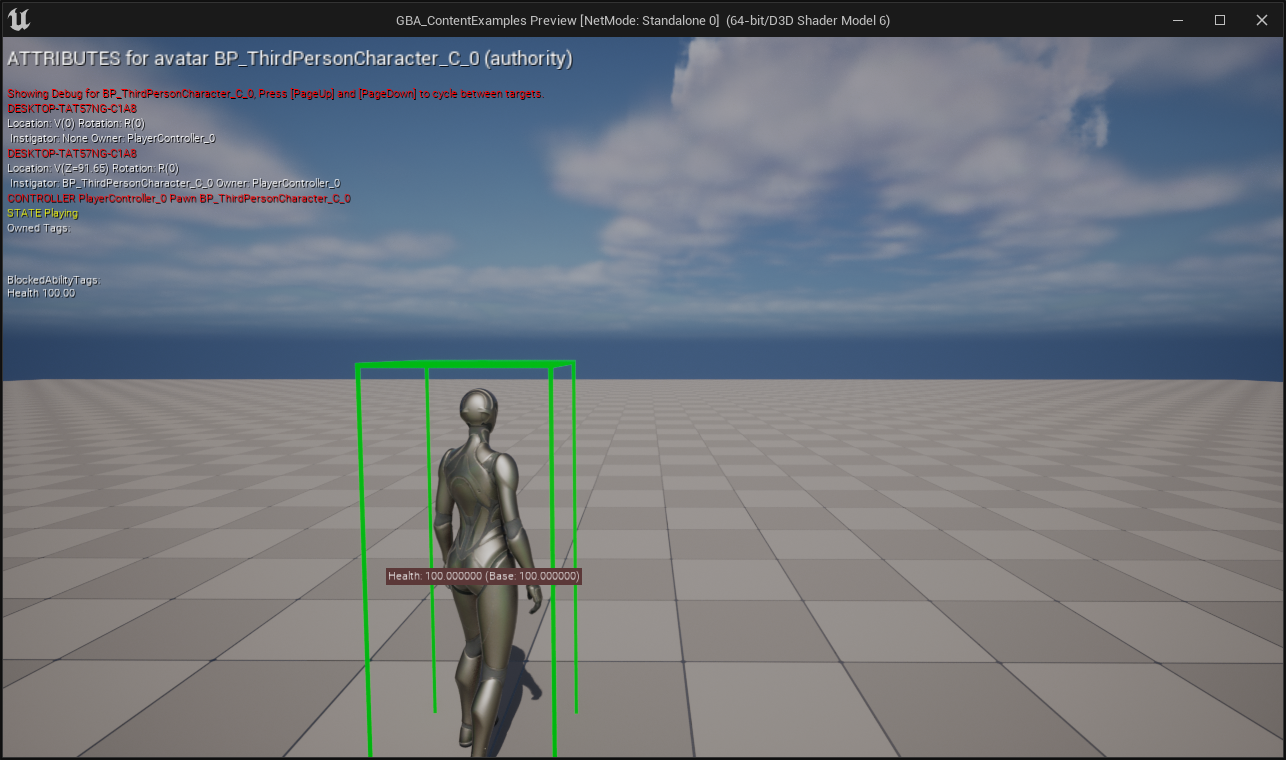 GBA_ContentExamples Preview [NetMode: Standalone 0]  (64-bit/D3D Shader Model 6)
ATTRIBUTES for avatar BP_ThirdPersonCharacter_C_0 (authority)
Showing Debug for BP_ThirdPersonCharacter_C_0, Press [PageUp] and [PageDown] to cycle between targets.
DESKTOP-TAT57NG-C1A8
Location: V(0) Rotation: R(0)
Instigator: None Owner: PlayerController_0
DESKTOP-TAT57NG-C1A8
Location: V(Z=91.65) Rotation: R(0)
Instigator: BP_ThirdPersonCharacter_C_0 Owner: PlayerController_0
CONTROLLER PlayerController_0 Pawn BP_ThirdPersonCharacter_C_0
STATE Playing
Owned Tags:
BlockedAbilityTags:
Health 100.00
Health: 100.000000 (Base: 100.000000)